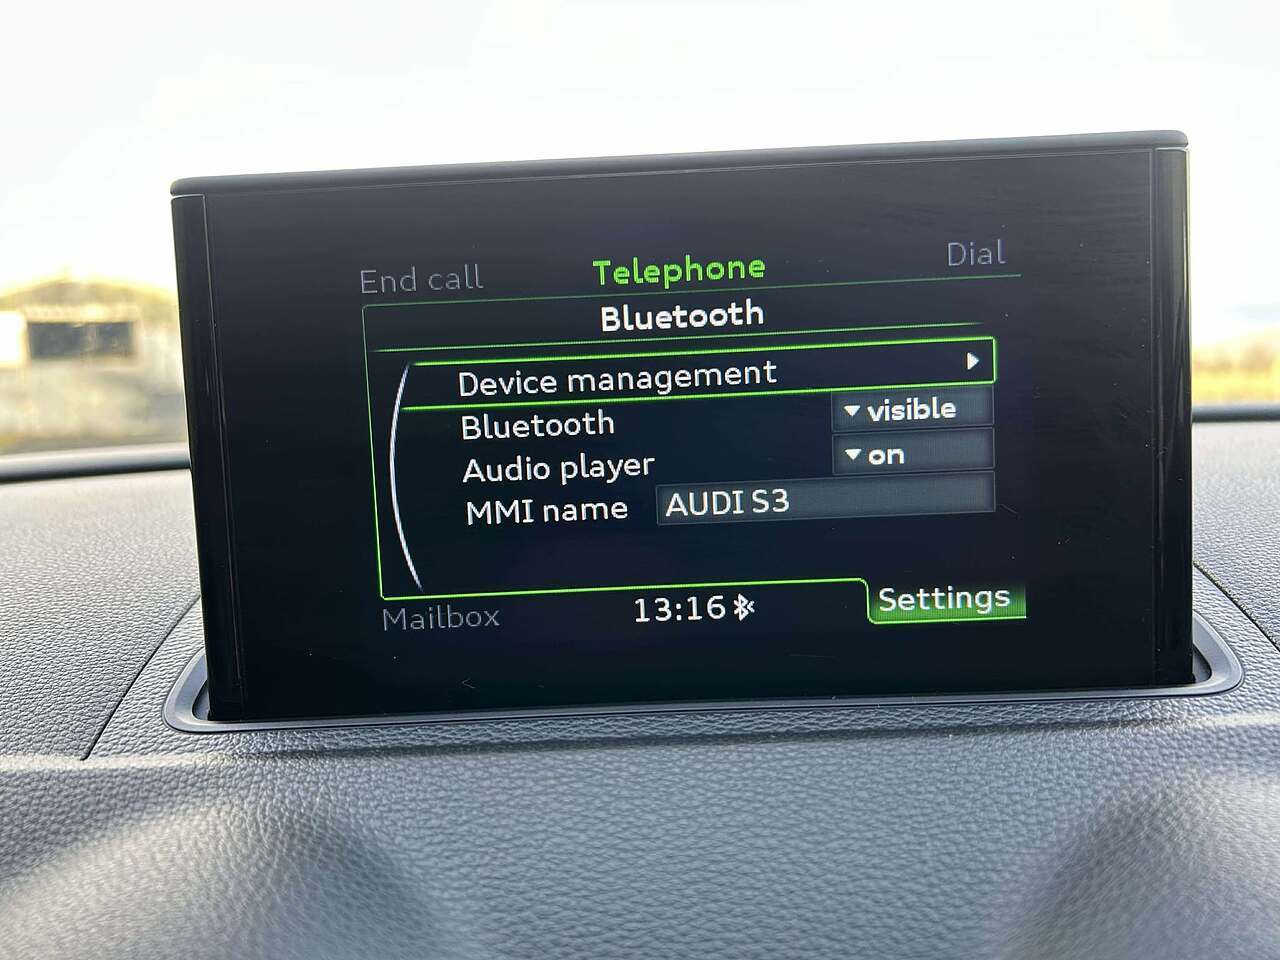 End call Telephone Dial
Bluetooth
Device management
Bluetooth visible
Audio player on
MMI name AUDI S3
Mailbox 13:16 Settings